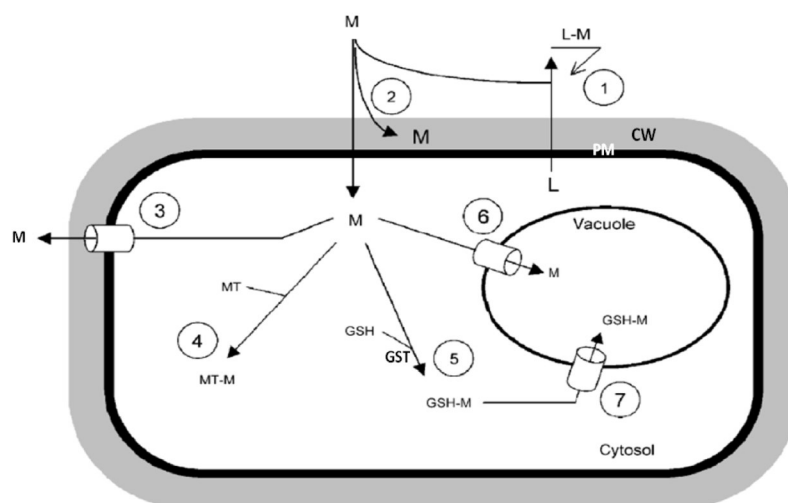 M
L-M
1
2
M
CW
PM
L
3
6
M
M
Vacuole
M
MT
GSH-M
4
GSH
GST
5
MT-M
GSH-M
7
Cytosol